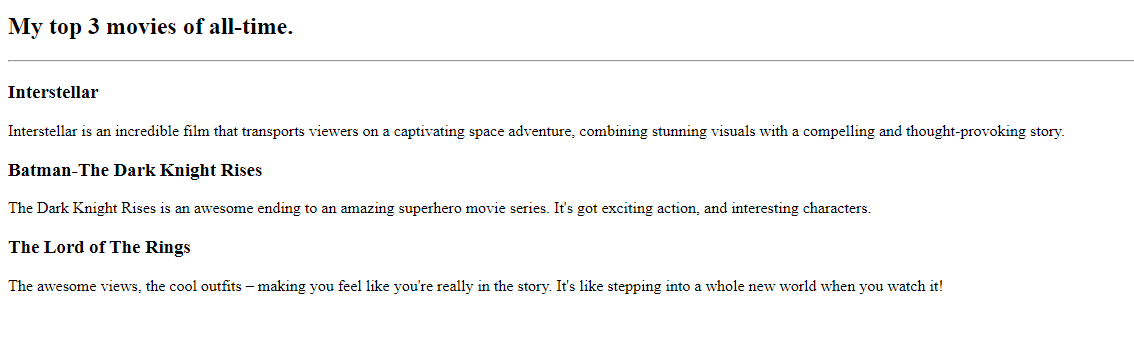 My top 3 movies of all-time.
Interstellar
Interstellar is an incredible film that transports viewers on a captivating space adventure, combining stunning visuals with a compelling and thought-provoking story.
Batman-The Dark Knight Rises
The Dark Knight Rises is an awesome ending to an amazing superhero movie series. It's got exciting action, and interesting characters.
The Lord of The Rings
The awesome views, the cool outfits – making you feel like you're really in the story. It's like stepping into a whole new world when you watch it!